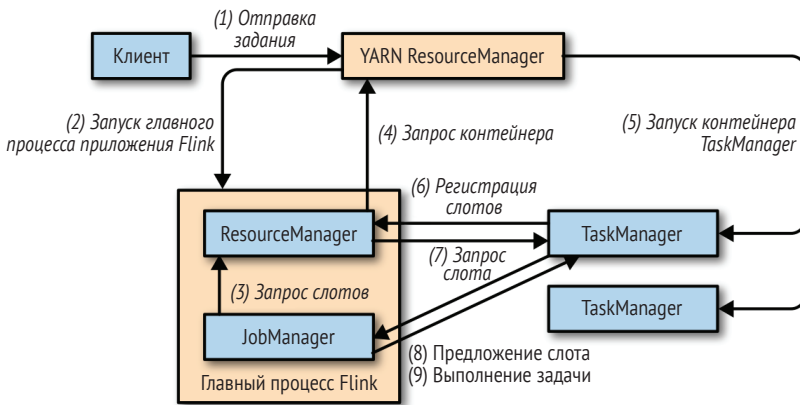 (1) Отправка
задания
Клиент
YARN ResourceManager
(2) Запуск главного
процесса приложения Flink
(4) Запрос контейнера
(5) Запуск контейнера
TaskManager
(6) Регистрация
слотов
ResourceManager
TaskManager
(7) Запрос
слота
(3) Запрос слотов
TaskManager
JobManager
(8) Предложение слота
(9) Выполнение задачи
Главный процесс Flink